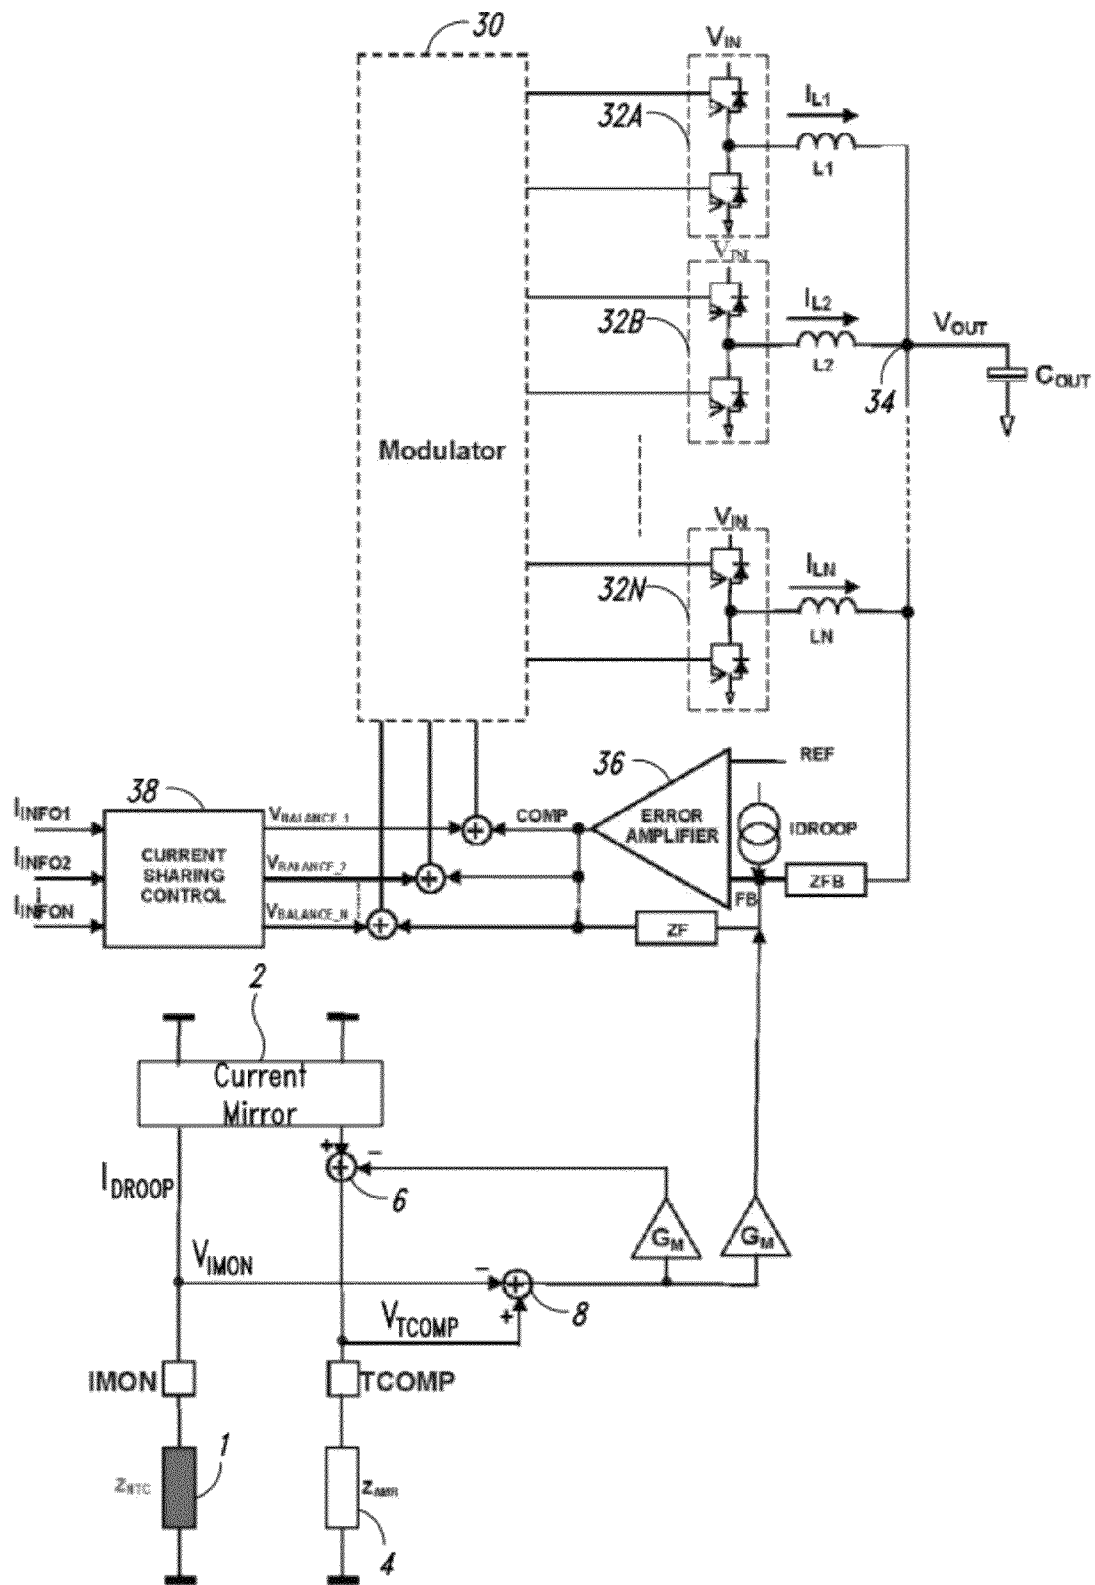 30
VIN
32A
IL1
L1
VIN
32B
IL2
L2
VOUT
34
COUT
Modulator
VIN
32N
ILN
LN
36
REF
38
IINFO1
VBALANCE_1
COMP
ERROR
AMPLIFIER
IDROOP
IINFO2
CURRENT
SHARING
CONTROL
VBALANCE_2
FB
ZFB
IINFON
VBALANCE_N
ZF
2
Current
Mirror
+
−
+
6
IDROOP
GM
GM
VIMON
−
+
8
+
VTCOMP
IMON
TCOMP
1
ZNTC
ZAMB
4